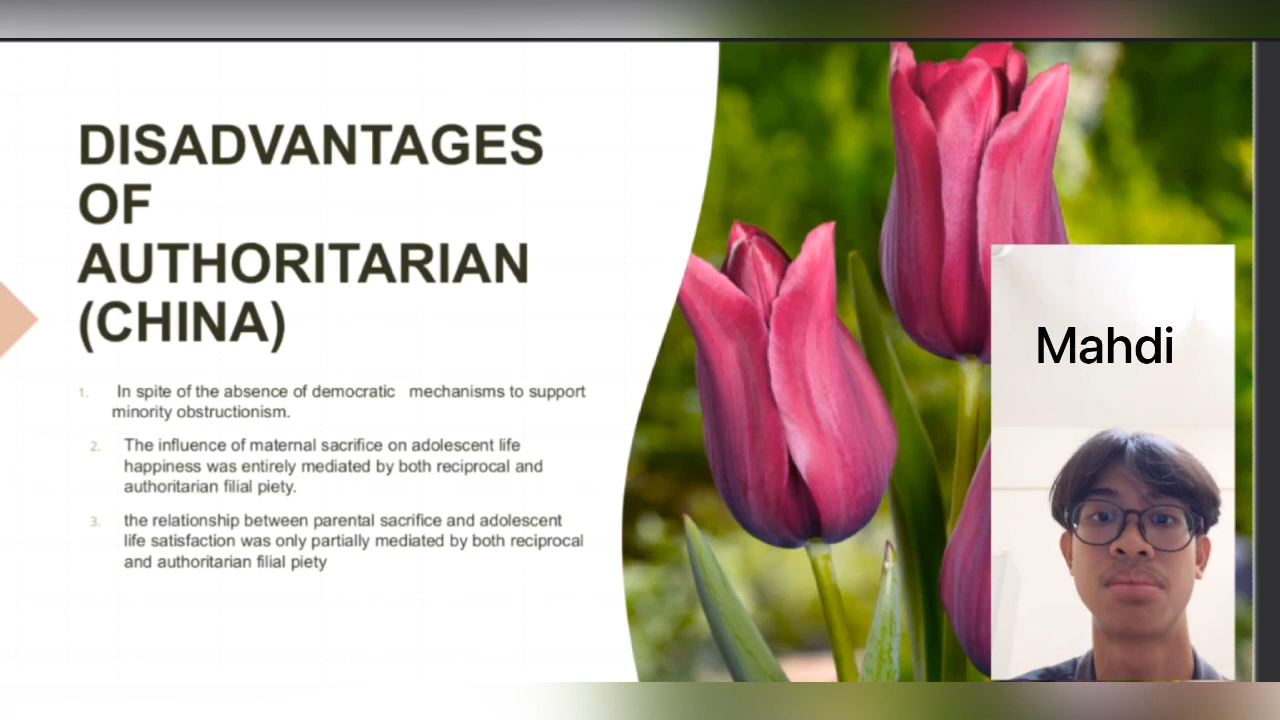 DISADVANTAGES
OF
AUTHORITARIAN
(CHINA)
1. In spite of the absence of democratic mechanisms to support
minority obstructionism.
2. The influence of maternal sacrifice on adolescent life
happiness was entirely mediated by both reciprocal and
authoritarian filial piety.
3. the relationship between parental sacrifice and adolescent
life satisfaction was only partially mediated by both reciprocal
and authoritarian filial piety
Mahdi